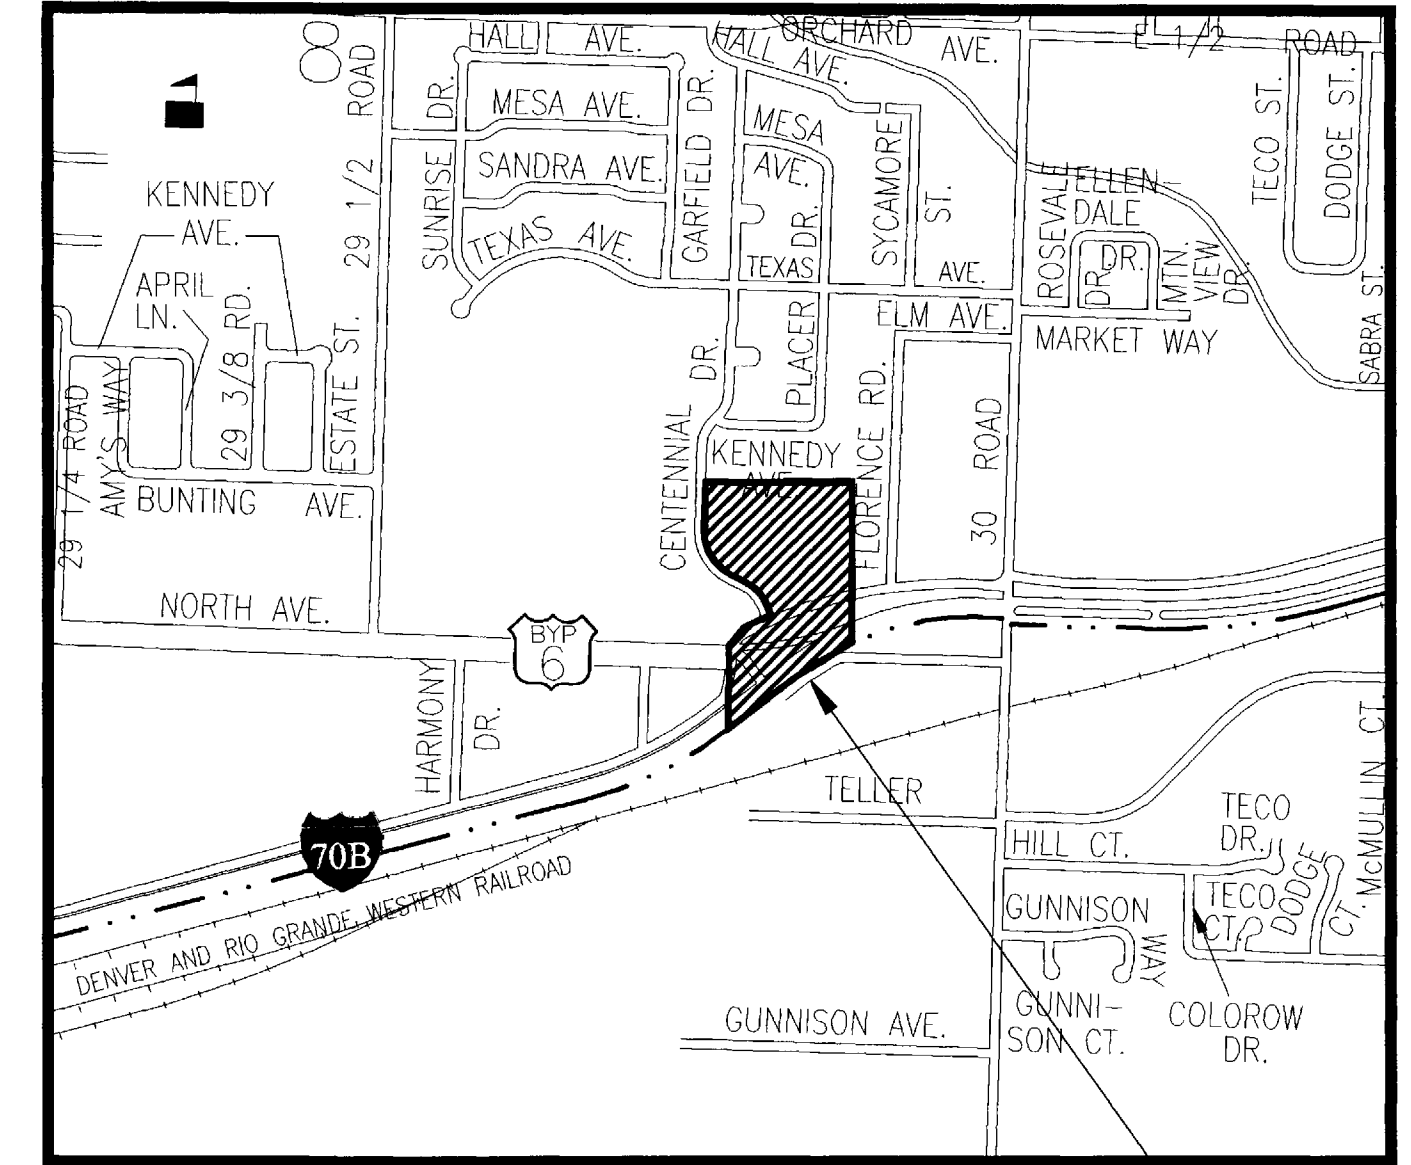 HALL AVE.
HALL AVE.
ORCHARD AVE.
E 1/2 ROAD
MESA AVE.
SANDRA AVE.
TEXAS AVE.
SUNRISE DR.
29 1/2 ROAD
GARFIELD DR.
MESA
AVE.
SYCAMORE ST.
PLACER DR.
TEXAS AVE.
ELM AVE.
ROSEVALE DR.
ELLEN-
DALE
DR.
MTN.
VIEW
DR.
MARKET WAY
TECO ST.
DODGE ST.
SABRA ST.
KENNEDY
AVE.
APRIL
LN.
29 3/8 RD.
ESTATE ST.
29 1/4 ROAD
AMY'S WAY
BUNTING AVE.
NORTH AVE.
CENTENNIAL DR.
KENNEDY
AVE.
FLORENCE RD.
30 ROAD
BYP
6
HARMONY DR.
70B
DENVER AND RIO GRANDE WESTERN RAILROAD
TELLER
HILL CT.
TECO
DR.
TECO
CT.
DODGE CT.
McMULLIN CT.
GUNNISON WAY
GUNNI-
SON CT.
COLOROW
DR.
GUNNISON AVE.